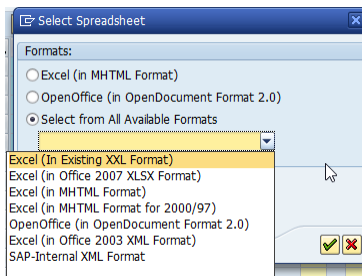 Select Spreadsheet
Formats:
Excel (in MHTML Format)
OpenOffice (in OpenDocument Format 2.0)
Select from All Available Formats
Excel (In Existing XXL Format)
Excel (in Office 2007 XLSX Format)
Excel (in MHTML Format)
Excel (in MHTML Format for 2000/97)
OpenOffice (in OpenDocument Format 2.0)
Excel (in Office 2003 XML Format)
SAP-Internal XML Format